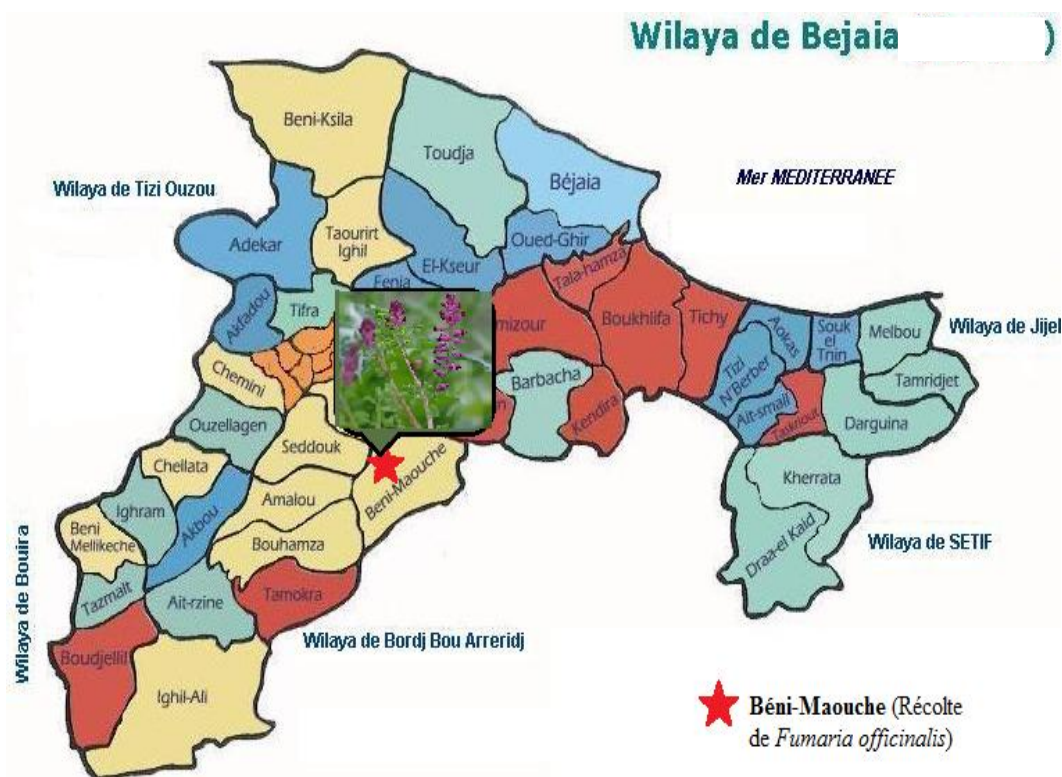 Wilaya de Bejaia )
Beni-Ksila
Toudja
Béjaia
Mer MEDITERRANEE
Wilaya de Tizi Ouzou
Adekar
Taourirt
Ighil
El-Kseur
Oued-Ghir
Tala-hamza
Akfadou
Tifra
mizour
Boukhlifa
Tichy
Aokas
Souk
el
Tnin
Melbou
Wilaya de Jijel
Tizi
N'Berber
Tamridjet
Chemini
Barbacha
Kendira
Ait-smail
Taskriout
Darguina
Ouzellagen
Seddouk
Chellata
Beni-Maouche
Kherrata
Ighram
Akbou
Amalou
Beni
Mellikeche
Bouhamza
Draa-el Kaid
Wilaya de SETIF
Wilaya de Bouira
Tazmalt
Ait-rzine
Tamokra
Wilaya de Bordj Bou Arreridj
Boudjellil
Ighil-Ali
Béni-Maouche (Récolte
de Fumaria officinalis)